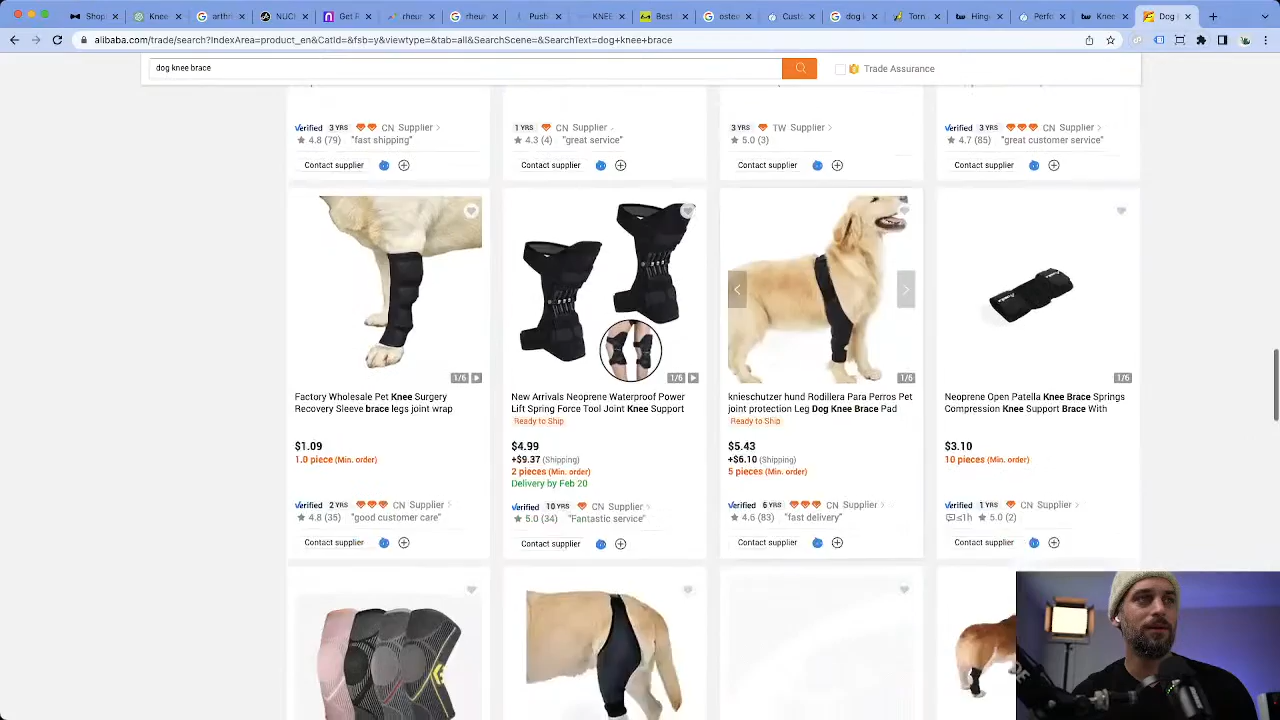 Shop
Knee
arthri
NUC
Get F
rheur
rheu
Pusti
KNEE
Best
osteo
Custo
dog k
Torn
Hing
Perfo
Knee
Dog
alibaba.com/trade/search?IndexArea=product_en&CatId=&fsb=y&viewtype=&tab=all&SearchScene=&SearchText=dog+knee+brace
dog knee brace
Trade Assurance
Verified 3 YRS CN Supplier
1 YRS CN Supplier
3 YRS TW Supplier
Verified 3 YRS CN Supplier
4.8 (79) "fast shipping"
4.3 (4) "great service"
5.0 (3)
4.7 (85) "great customer service"
Contact supplier
Contact supplier
Contact supplier
Contact supplier
1/6
1/6
1/6
1/6
Factory Wholesale Pet Knee Surgery
Recovery Sleeve brace legs joint wrap
$1.09
1.0 piece (Min. order)
Verified 2 YRS CN Supplier
4.8 (35) "good customer care"
Contact supplier
New Arrivals Neoprene Waterproof Power
Lift Spring Force Tool Joint Knee Support
Ready to Ship
$4.99
+$9.37 (Shipping)
2 pieces (Min. order)
Delivery by Feb 20
Verified 10 YRS CN Supplier
5.0 (34) "Fantastic service"
Contact supplier
knieschutzer hund Rodillera Para Perros Pet
joint protection Leg Dog Knee Brace Pad
Ready to Ship
$5.43
+$6.10 (Shipping)
5 pieces (Min. order)
Verified 6 YRS CN Supplier
4.6 (83) "fast delivery"
Contact supplier
Neoprene Open Patella Knee Brace Springs
Compression Knee Support Brace With
$3.10
10 pieces (Min. order)
Verified 1 YRS CN Supplier
≤1h 5.0 (2)
Contact supplier